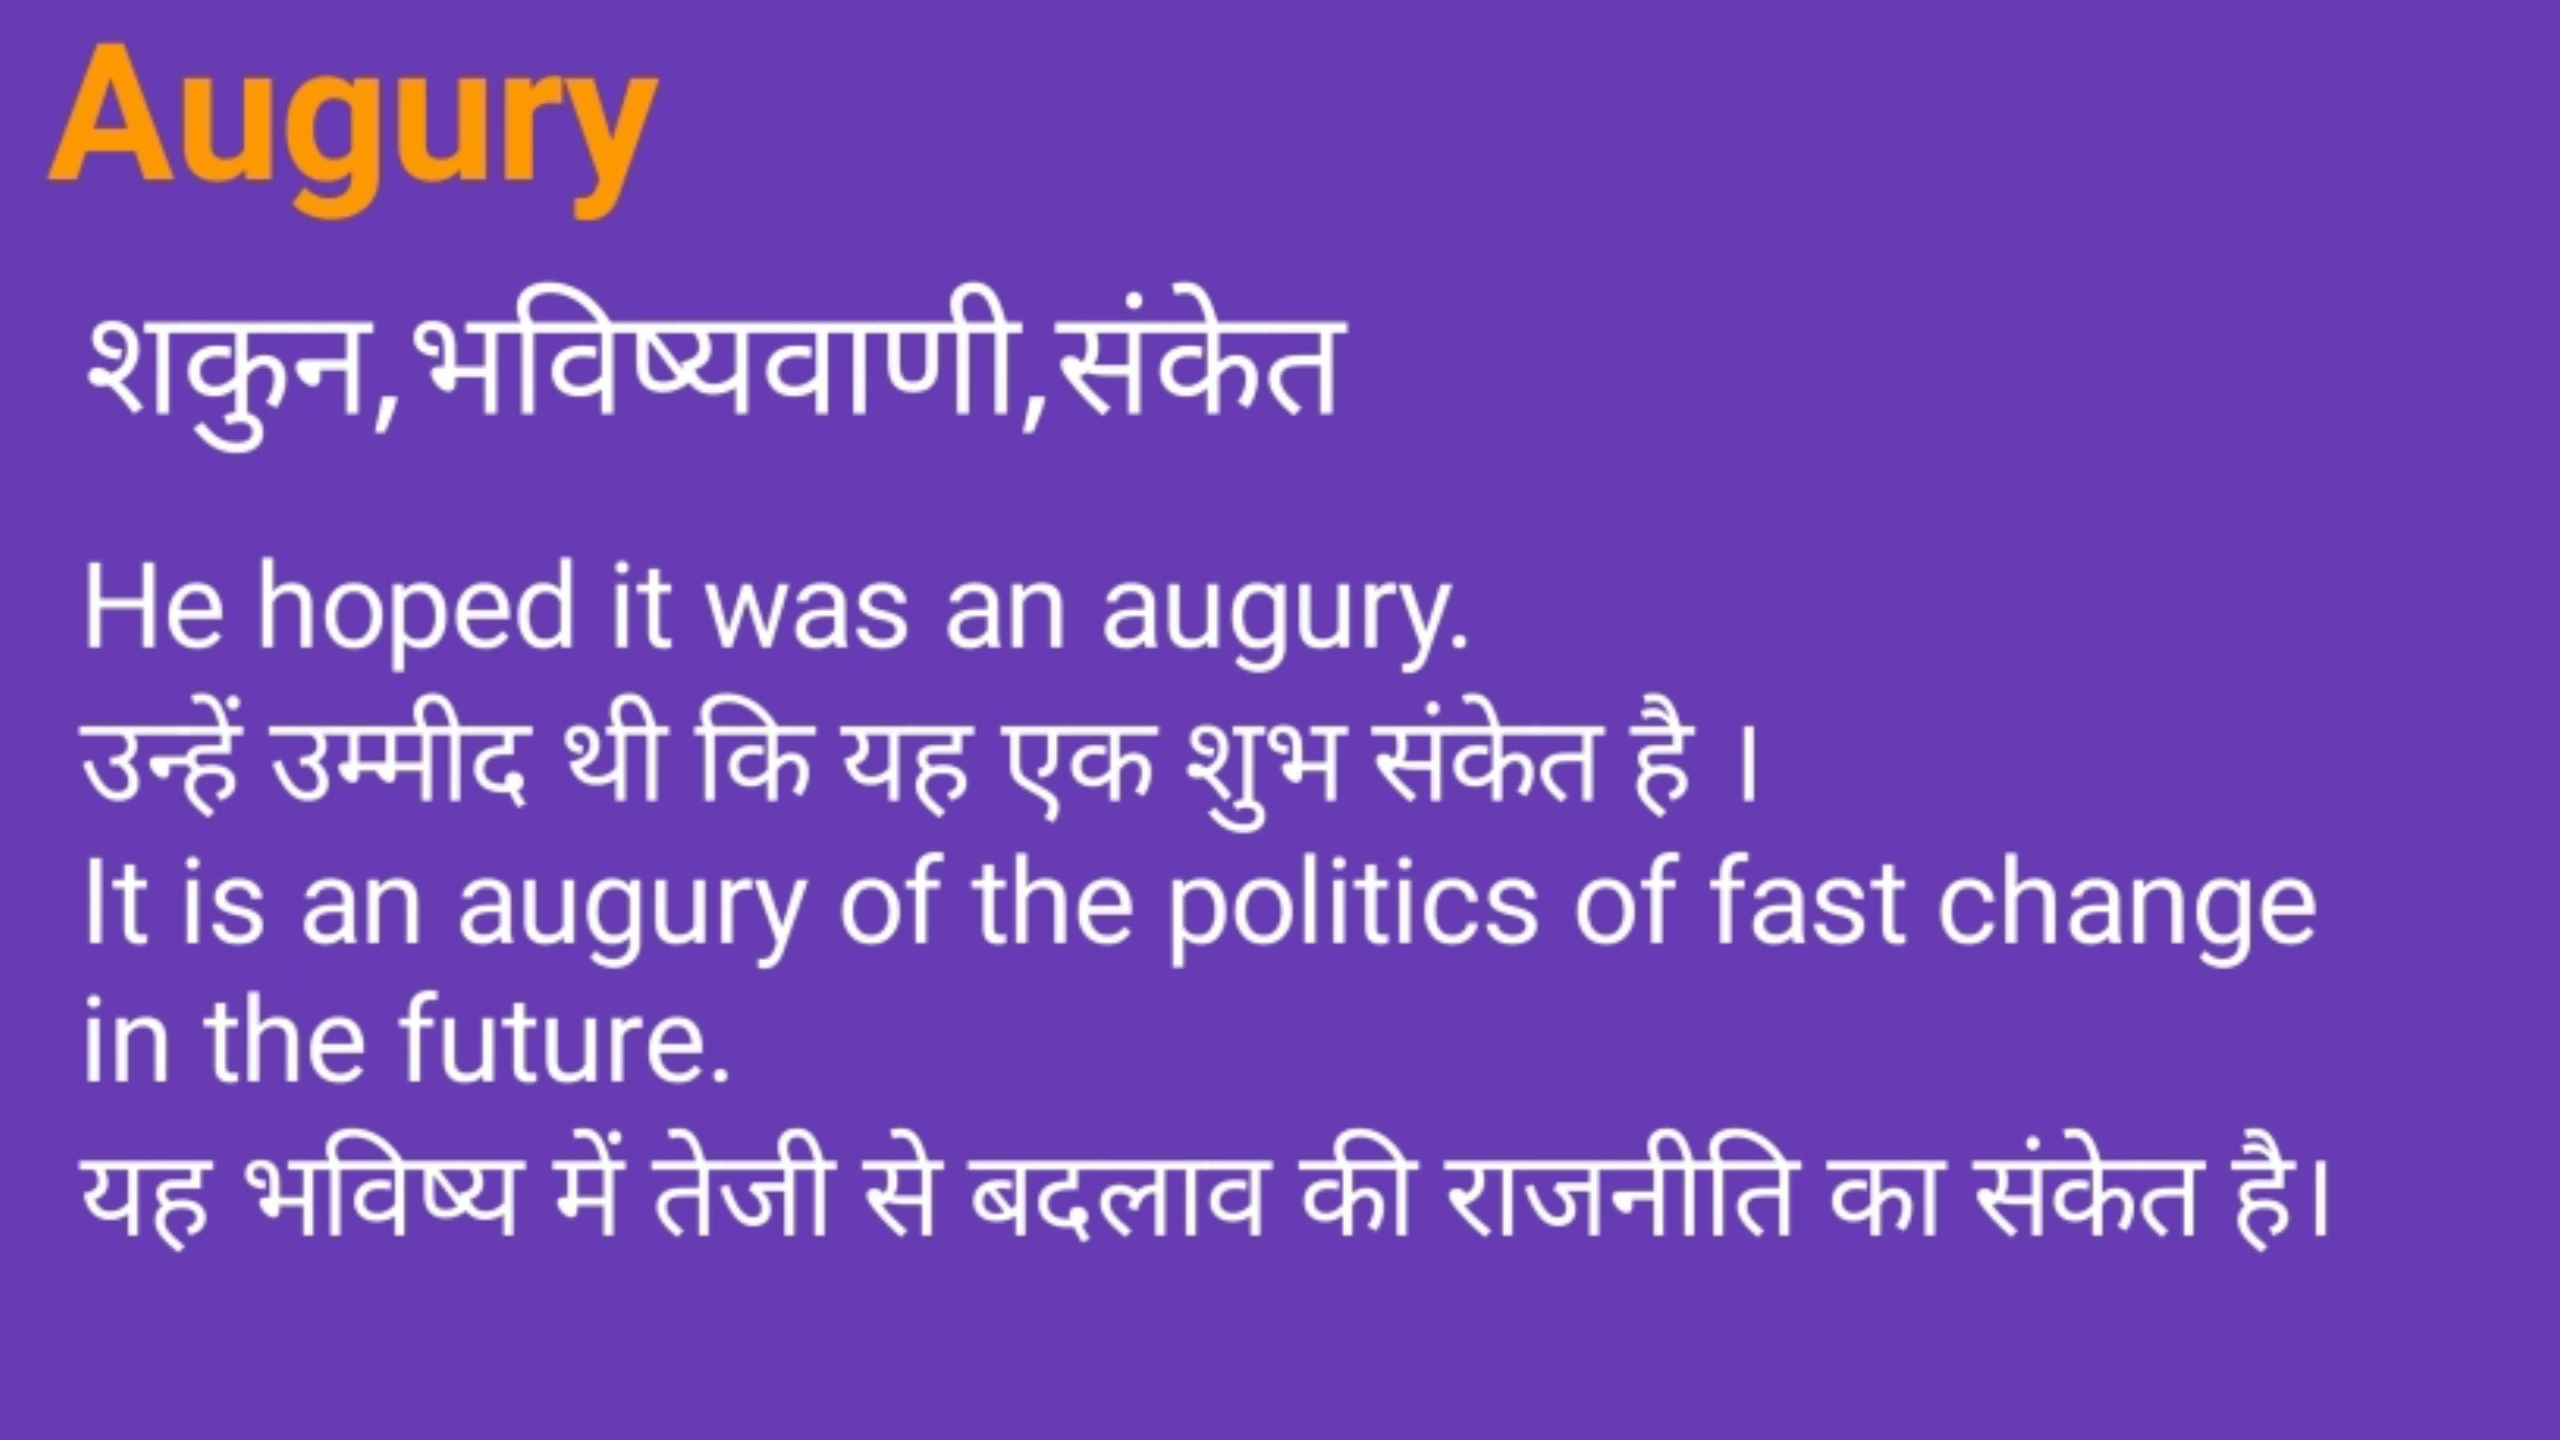 Augury
शकुन,भविष्यवाणी,संकेत
He hoped it was an augury.
उन्हें उम्मीद थी कि यह एक शुभ संकेत है ।
It is an augury of the politics of fast change
in the future.
यह भविष्य में तेजी से बदलाव की राजनीति का संकेत है।